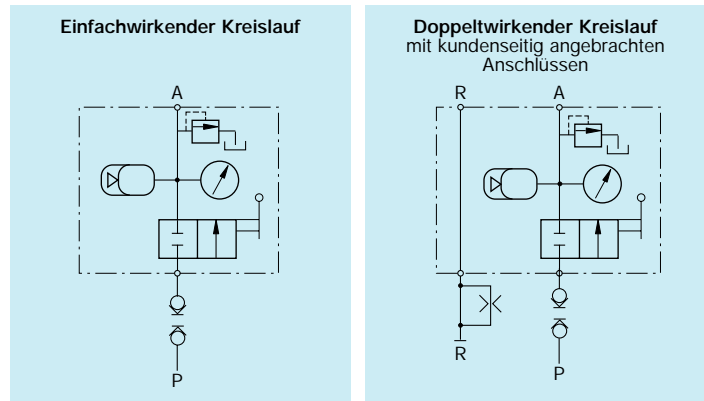 Einfachwirkender Kreislauf
A
P
Doppeltwirkender Kreislauf
mit kundenseitig angebrachten
Anschlüssen
R
A
R
P